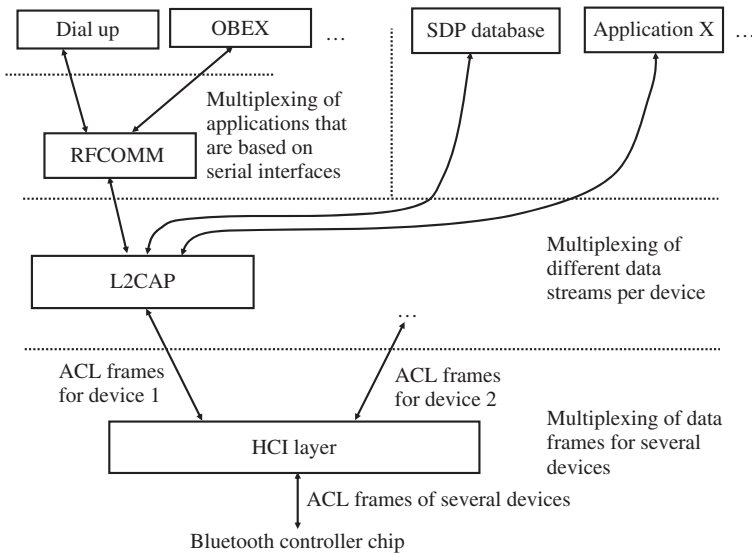 Dial up
OBEX
...
SDP database
Application X
...
Multiplexing of
applications that
are based on
serial interfaces
RFCOMM
L2CAP
Multiplexing of
different data
streams per device
...
ACL frames
for device 1
ACL frames
for device 2
HCI layer
Multiplexing of data
frames for several
devices
ACL frames of several devices
Bluetooth controller chip